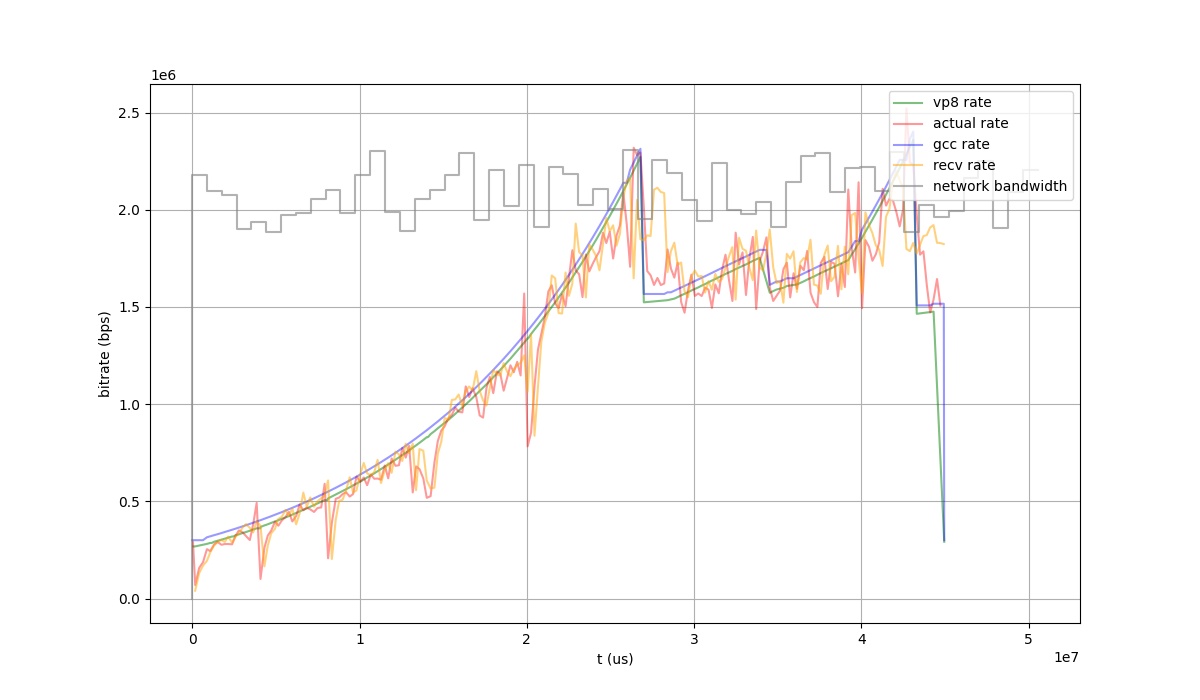 1e6
2.5
2.0
1.5
1.0
0.5
0.0
bitrate (bps)
vp8 rate
actual rate
gcc rate
recv rate
network bandwidth
0
1
2
3
4
5
t (us)
1e7